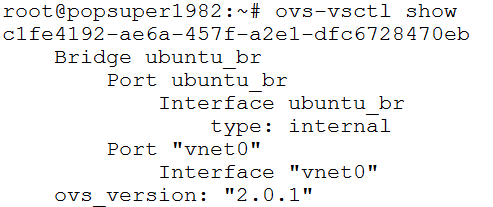 root@popsuper1982:~# ovs-vsctl show
c1fe4192-ae6a-457f-a2e1-dfc6728470eb
    Bridge ubuntu_br
        Port ubuntu_br
            Interface ubuntu_br
                type: internal
        Port "vnet0"
            Interface "vnet0"
    ovs_version: "2.0.1"